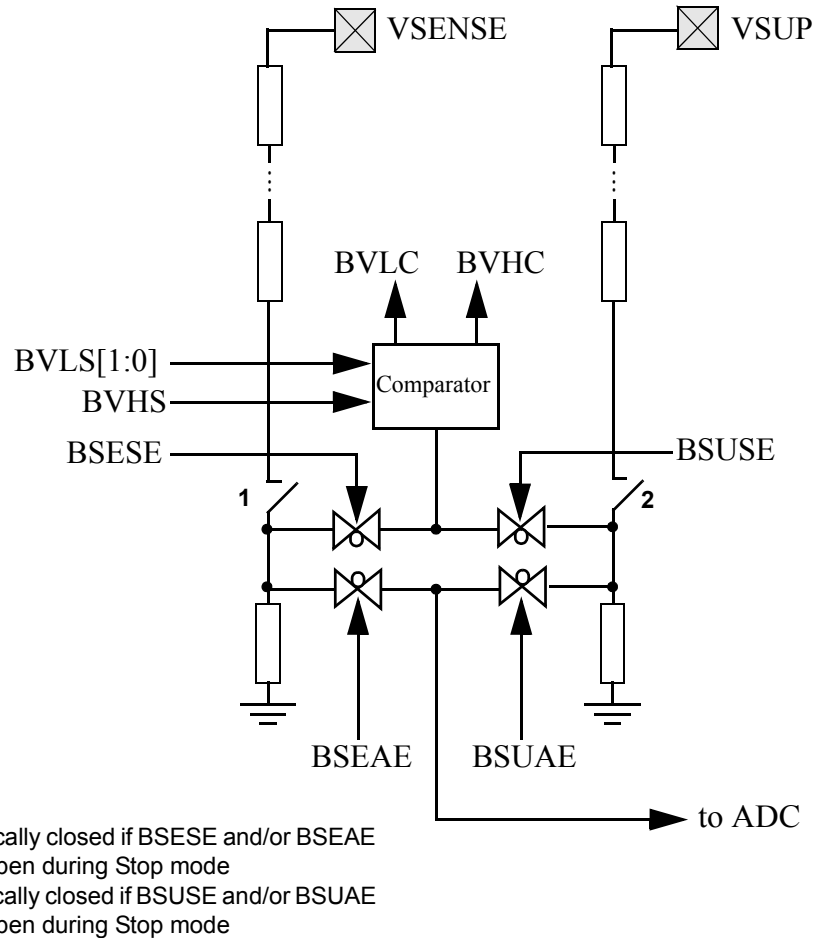 VSENSE
VSUP
BVLC
BVHC
BVLS[1:0]
Comparator
BVHS
BSESE
BSUSE
1
2
BSEAE
BSUAE
to ADC
cally closed if BSESE and/or BSEAE
pen during Stop mode
cally closed if BSUSE and/or BSUAE
pen during Stop mode